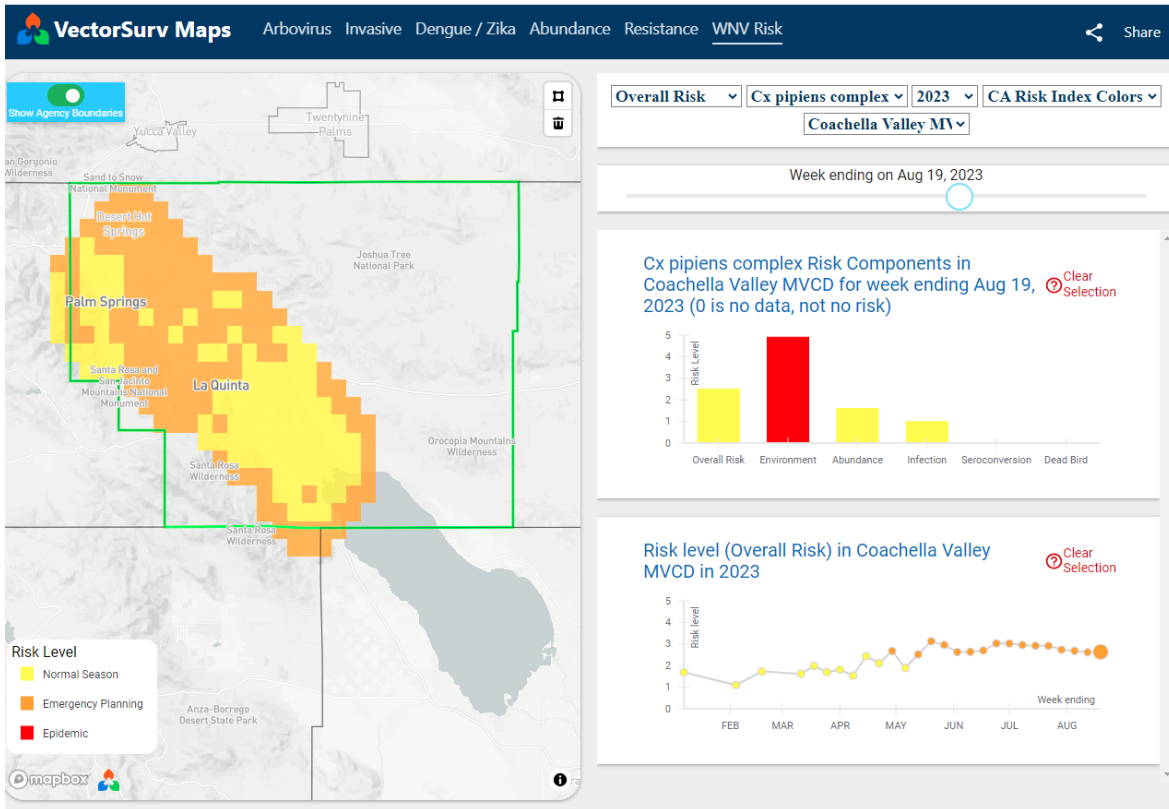 VectorSurv Maps
Arbovirus Invasive Dengue / Zika Abundance Resistance WNV Risk
Share
Show Agency Boundaries
Yucca Valley
Twentynine
Palms
an Gorgonio
Wilderness
Sand to Snow
National Monument
Desert Hot
Springs
Joshua Tree
National Park
Palm Springs
Santa Rosa and
San Jacinto
Mountains National
Monument
La Quinta
Orocopia Mountains
Wilderness
Santa Rosa
Wilderness
Santa Rosa
Wilderness
Anza-Borrego
Desert State Park
Risk Level
Normal Season
Emergency Planning
Epidemic
mapbox
Overall Risk
Cx pipiens complex
2023
CA Risk Index Colors
Coachella Valley MV
Week ending on Aug 19, 2023
Cx pipiens complex Risk Components in
Coachella Valley MVCD for week ending Aug 19,
2023 (0 is no data, not no risk)
Clear
Selection
5
4
3
2
1
0
Risk Level
Overall Risk Environment Abundance Infection Seroconversion Dead Bird
Risk level (Overall Risk) in Coachella Valley
MVCD in 2023
Clear
Selection
5
4
3
2
1
0
Risk level
Week ending
FEB MAR APR MAY JUN JUL AUG